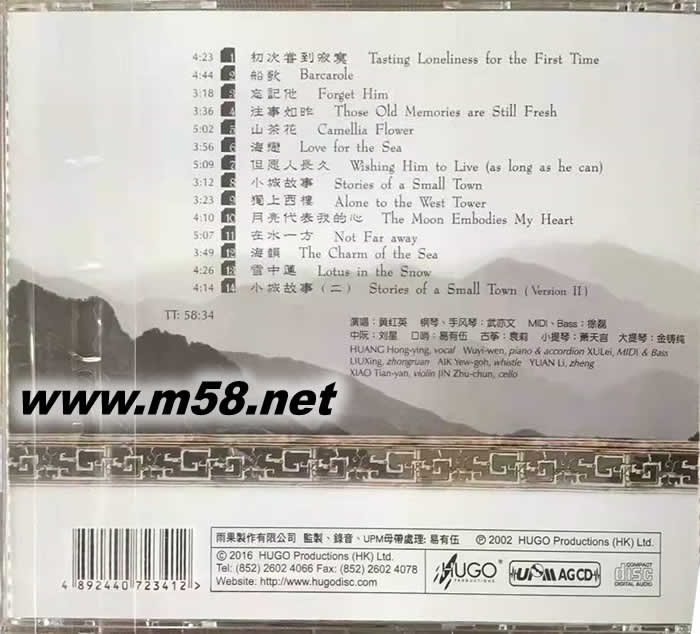 4:23 1 初次嘗到寂寞 Tasting Loneliness for the First Time
4:44 2 船歌 Barcarole
3:18 3 忘記他 Forget Him
3:36 4 往事如昨 Those Old Memories are Still Fresh
5:02 5 山茶花 Camellia Flower
3:56 6 海戀 Love for the Sea
5:09 7 但愿人長久 Wishing Him to Live (as long as he can)
3:12 8 小城故事 Stories of a Small Town
3:23 9 獨上西樓 Alone to the West Tower
4:10 10 月亮代表我的心 The Moon Embodies My Heart
5:07 11 在水一方 Not Far away
3:49 12 海韻 The Charm of the Sea
4:26 13 雪中蓮 Lotus in the Snow
4:14 14 小城故事（二） Stories of a Small Town (Version II)
TT: 58:34
演唱：黄红英 钢琴、手风琴：武亦文 MIDI、Bass：徐磊
中阮：刘星 口哨：易有伍 古筝：袁莉 小提琴：萧天言 大提琴：金铸纯
HUANG Hong-ying, vocal Wuyi-wen, piano & accordion XULei, MIDI & Bass
LIUXing, zhongruan AIK Yew-goh, whistle YUAN Li, zheng
XIAO Tian-yan, violin JIN Zhu-chun, cello
www.m58.net
4 892440 723412 >
雨果製作有限公司 監製、錄音、UPM母帶處理: 易有伍 ℗ 2002 HUGO Productions (HK) Ltd.
© 2016 HUGO Productions (HK) Ltd.
Tel: (852) 2602 4066 Fax: (852) 2602 4078
Website: http://www.hugodisc.com
HUGO
PRODUCTIONS
UPM AGCD
COMPACT
disc
DIGITAL AUDIO